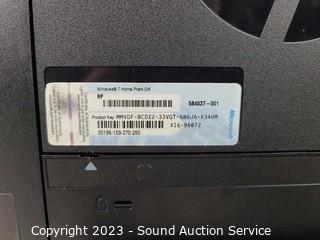 Windows® 7 Home Prem OA
HP
584037-001
Product Key: MMVDF-8CD22-33VGT-686J6-K34HM
X16-96072
00196-159-270-250
Microsoft
Copyright 2023 - Sound Auction Service